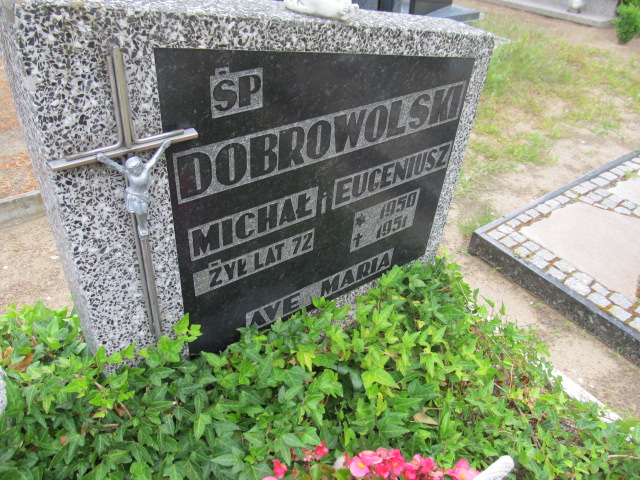 ŚP
DOBROWOLSKI
MICHAŁ i EUGENIUSZ
ŻYŁ LAT 72 * 1950
+ 1951
AVE MARIA